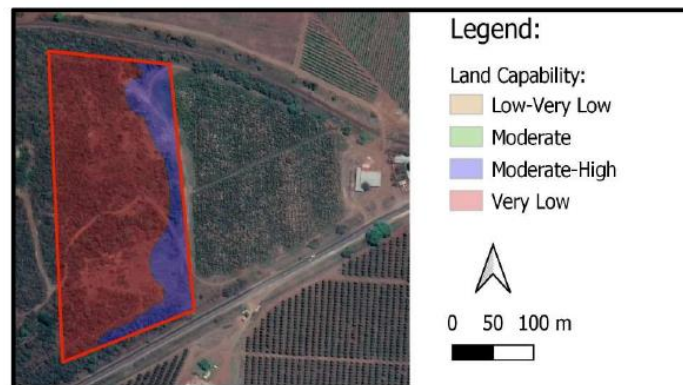 Legend:
Land Capability:
Low-Very Low
Moderate
Moderate-High
Very Low
0 50 100 m